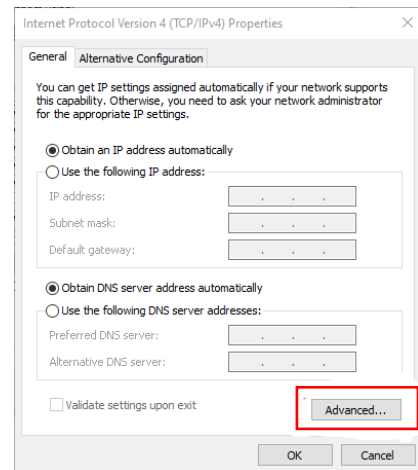 Internet Protocol Version 4 (TCP/IPv4) Properties
General Alternative Configuration
You can get IP settings assigned automatically if your network supports
this capability. Otherwise, you need to ask your network administrator
for the appropriate IP settings.
Obtain an IP address automatically
Use the following IP address:
IP address:
Subnet mask:
Default gateway:
Obtain DNS server address automatically
Use the following DNS server addresses:
Preferred DNS server:
Alternative DNS server:
Validate settings upon exit
Advanced...
OK Cancel